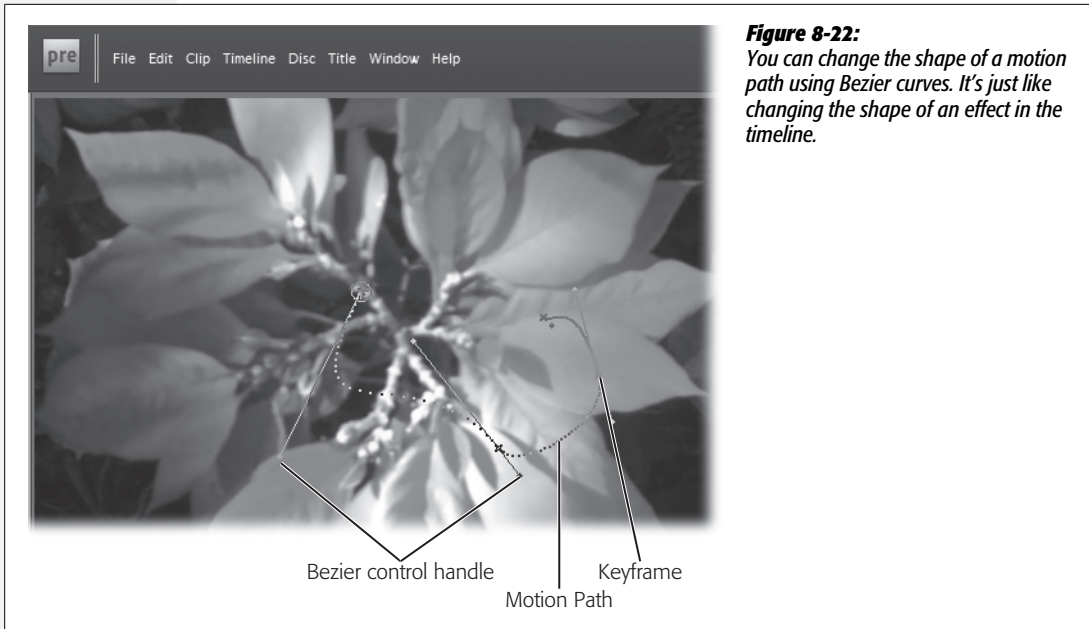 pre
File Edit Clip Timeline Disc Title Window Help
Figure 8-22:
You can change the shape of a motion
path using Bezier curves. It's just like
changing the shape of an effect in the
timeline.
Bezier control handle
Keyframe
Motion Path